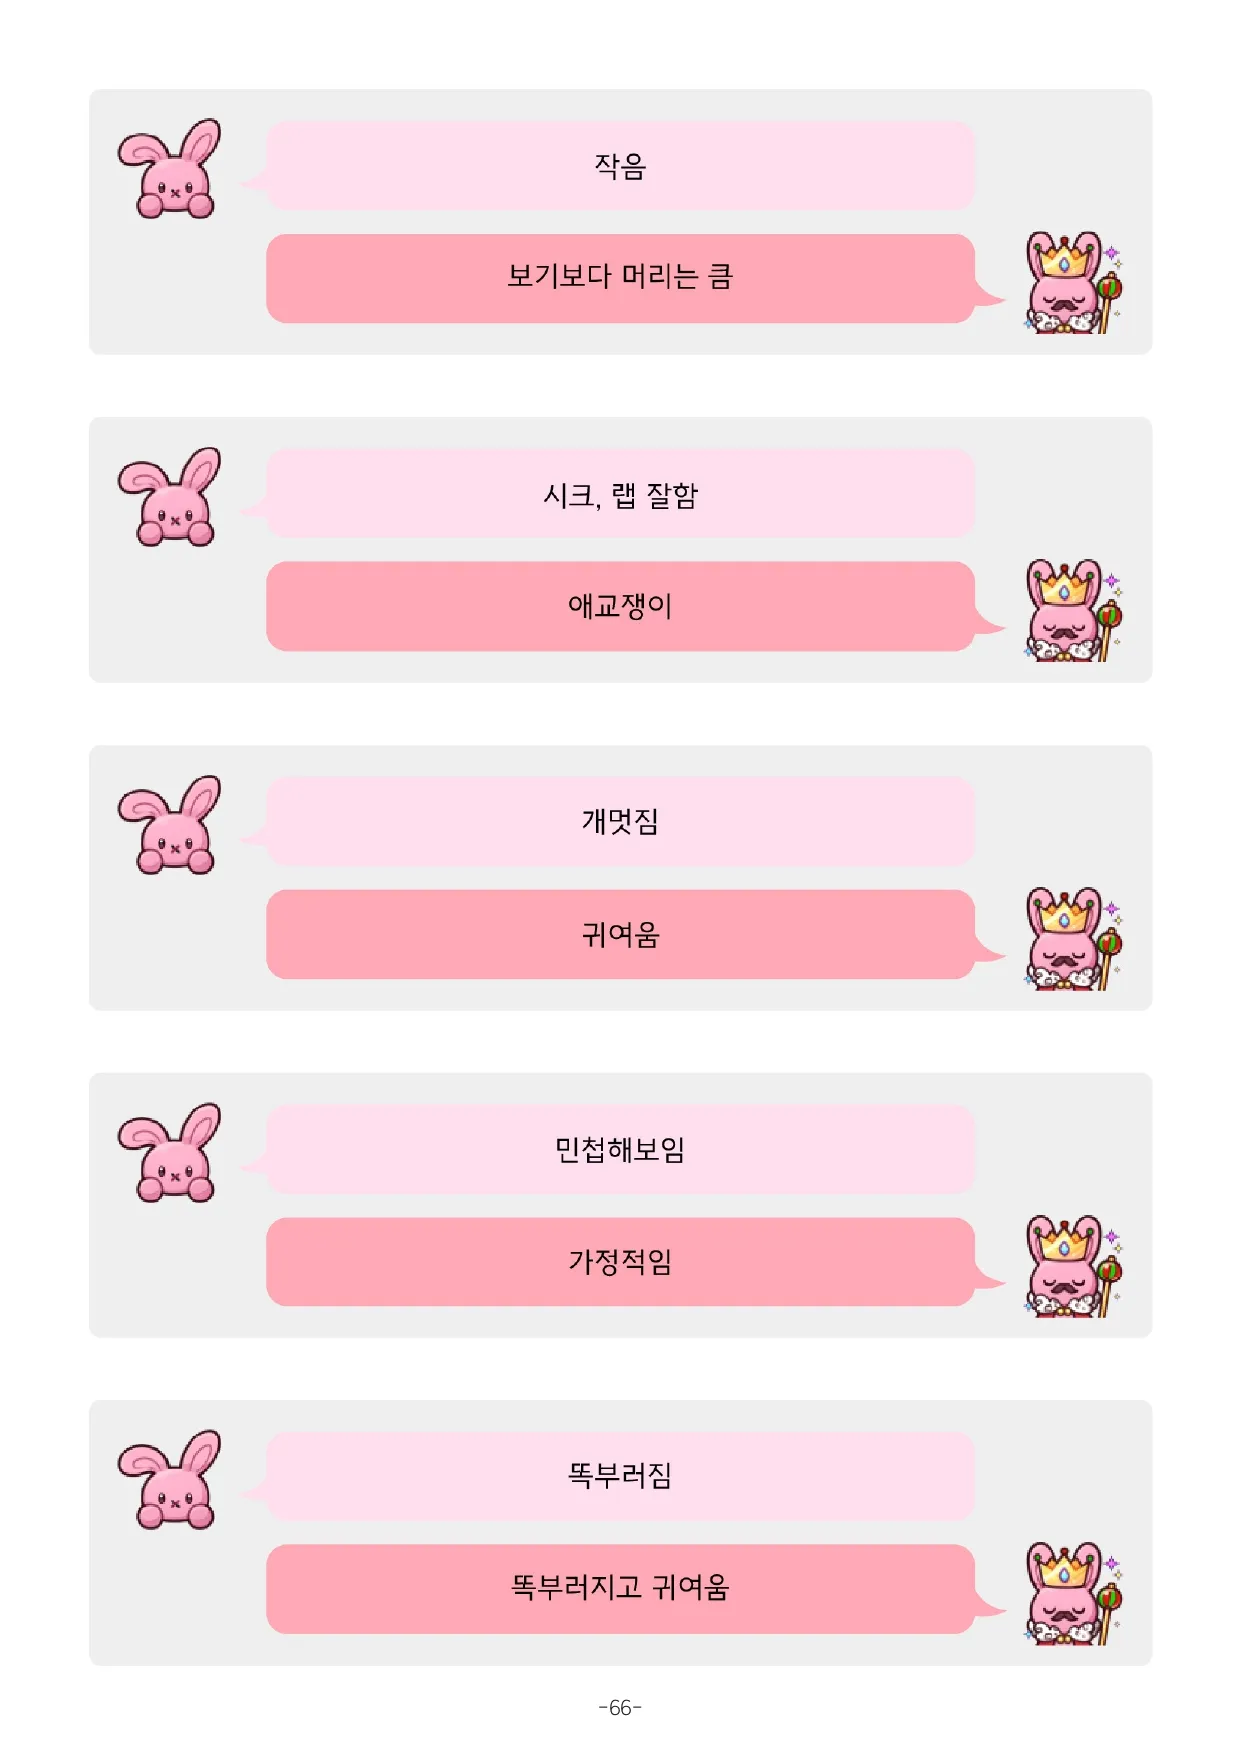 작음
보기보다 머리는 큼
시크, 랩 잘함
애교쟁이
개멋짐
귀여움
민첩해보임
가정적임
똑부러짐
똑부러지고 귀여움
-66-